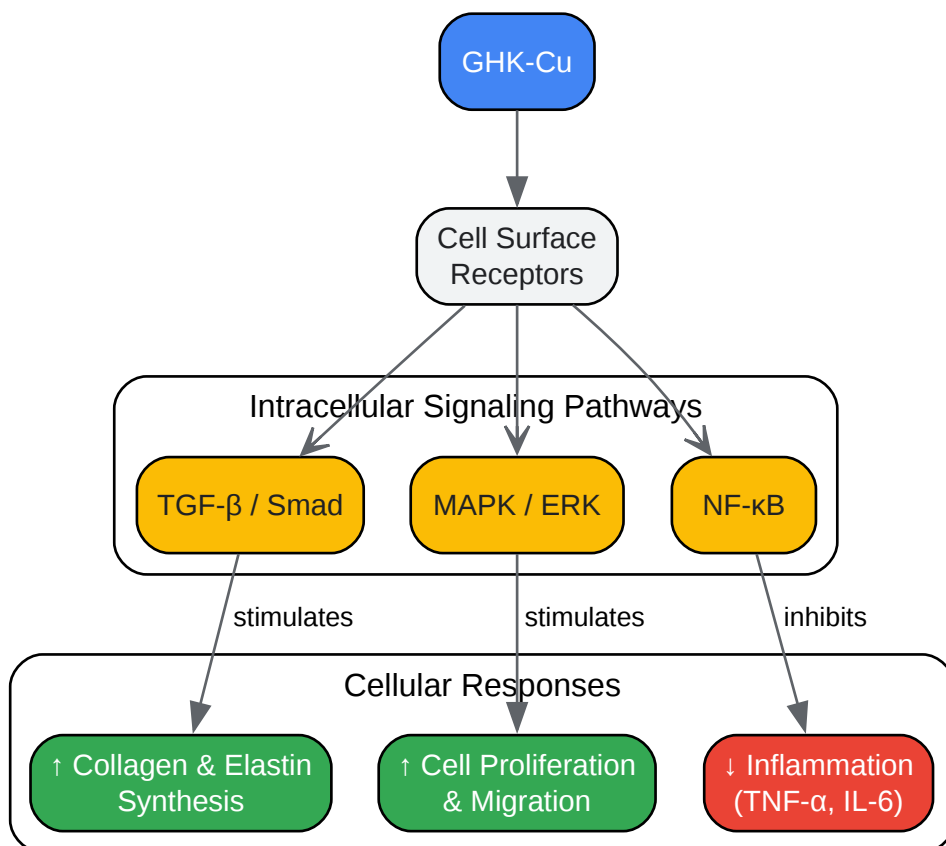 GHK-Cu
Cell Surface
Receptors
Intracellular Signaling Pathways
TGF-β / Smad
MAPK / ERK
NF-κB
stimulates
stimulates
inhibits
Cellular Responses
↑ Collagen & Elastin
Synthesis
↑ Cell Proliferation
& Migration
↓ Inflammation
(TNF-α, IL-6)